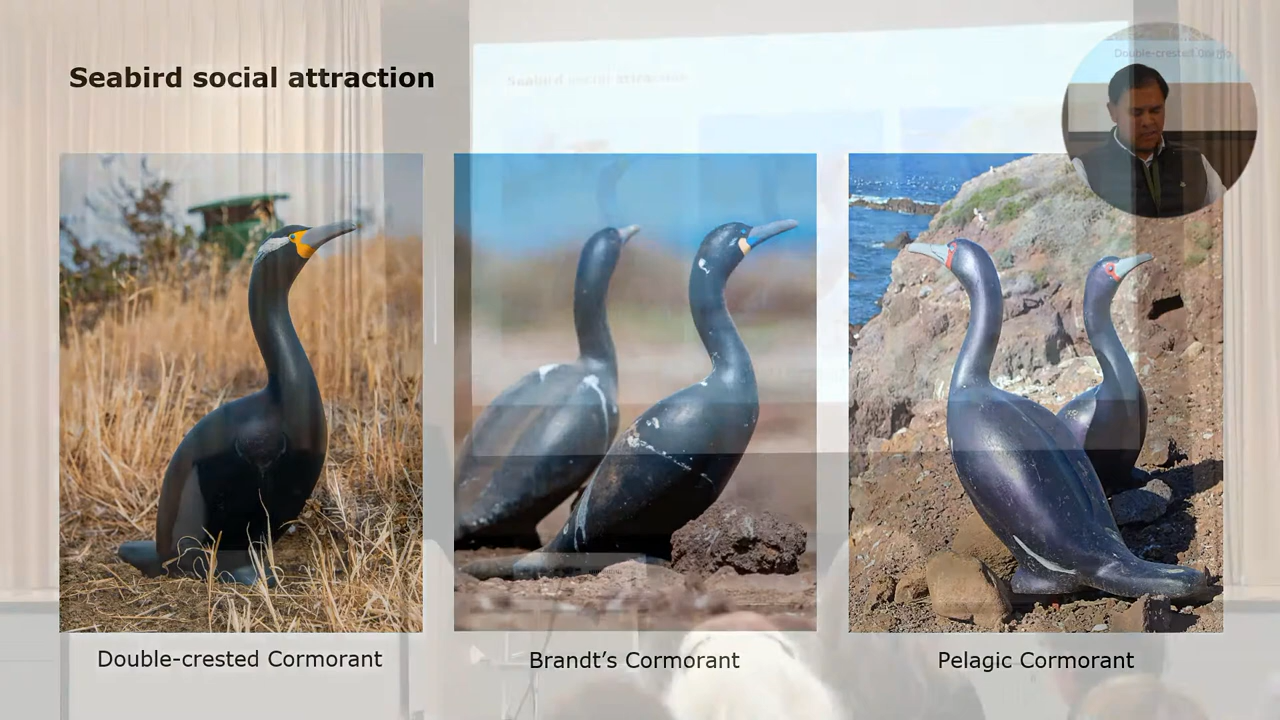 Seabird social attraction
Double-crested Cormorant
Brandt’s Cormorant
Pelagic Cormorant